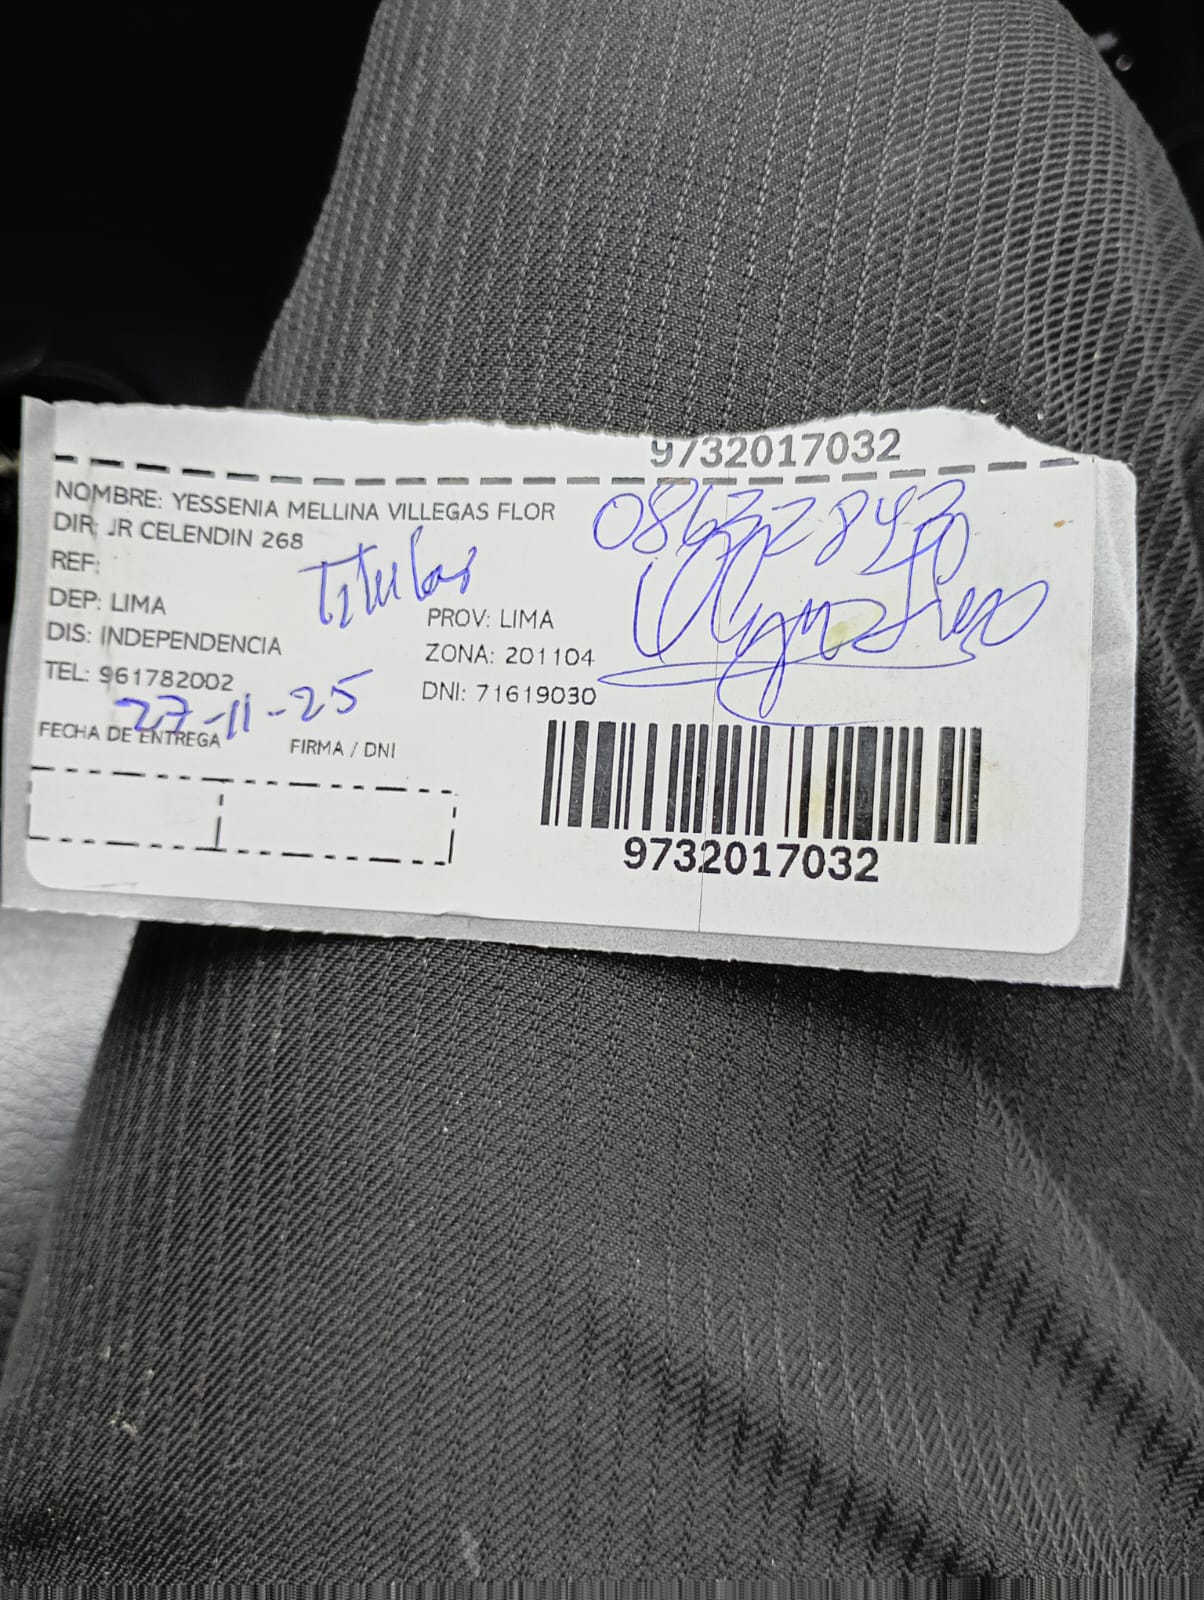 9732017032
NOMBRE: YESSENIA MELLINA VILLEGAS FLOR
DIR: JR CELENDIN 268
REF:
Titular
DEP: LIMA
PROV: LIMA
DIS: INDEPENDENCIA
ZONA: 201104
TEL: 961782002
DNI: 71619030
27-11-25
FECHA DE ENTREGA
FIRMA / DNI
9732017032